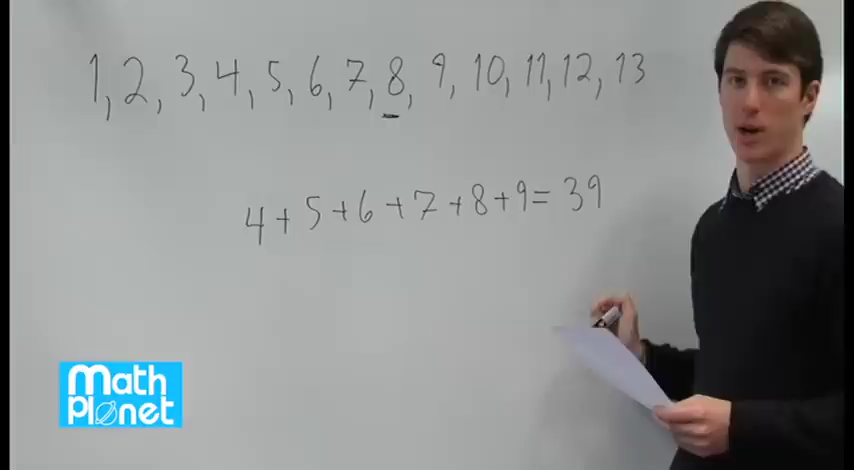 1, 2, 3, 4, 5, 6, 7, 8, 9, 10, 11, 12, 13
4 + 5 + 6 + 7 + 8 + 9 = 39
Math
Planet